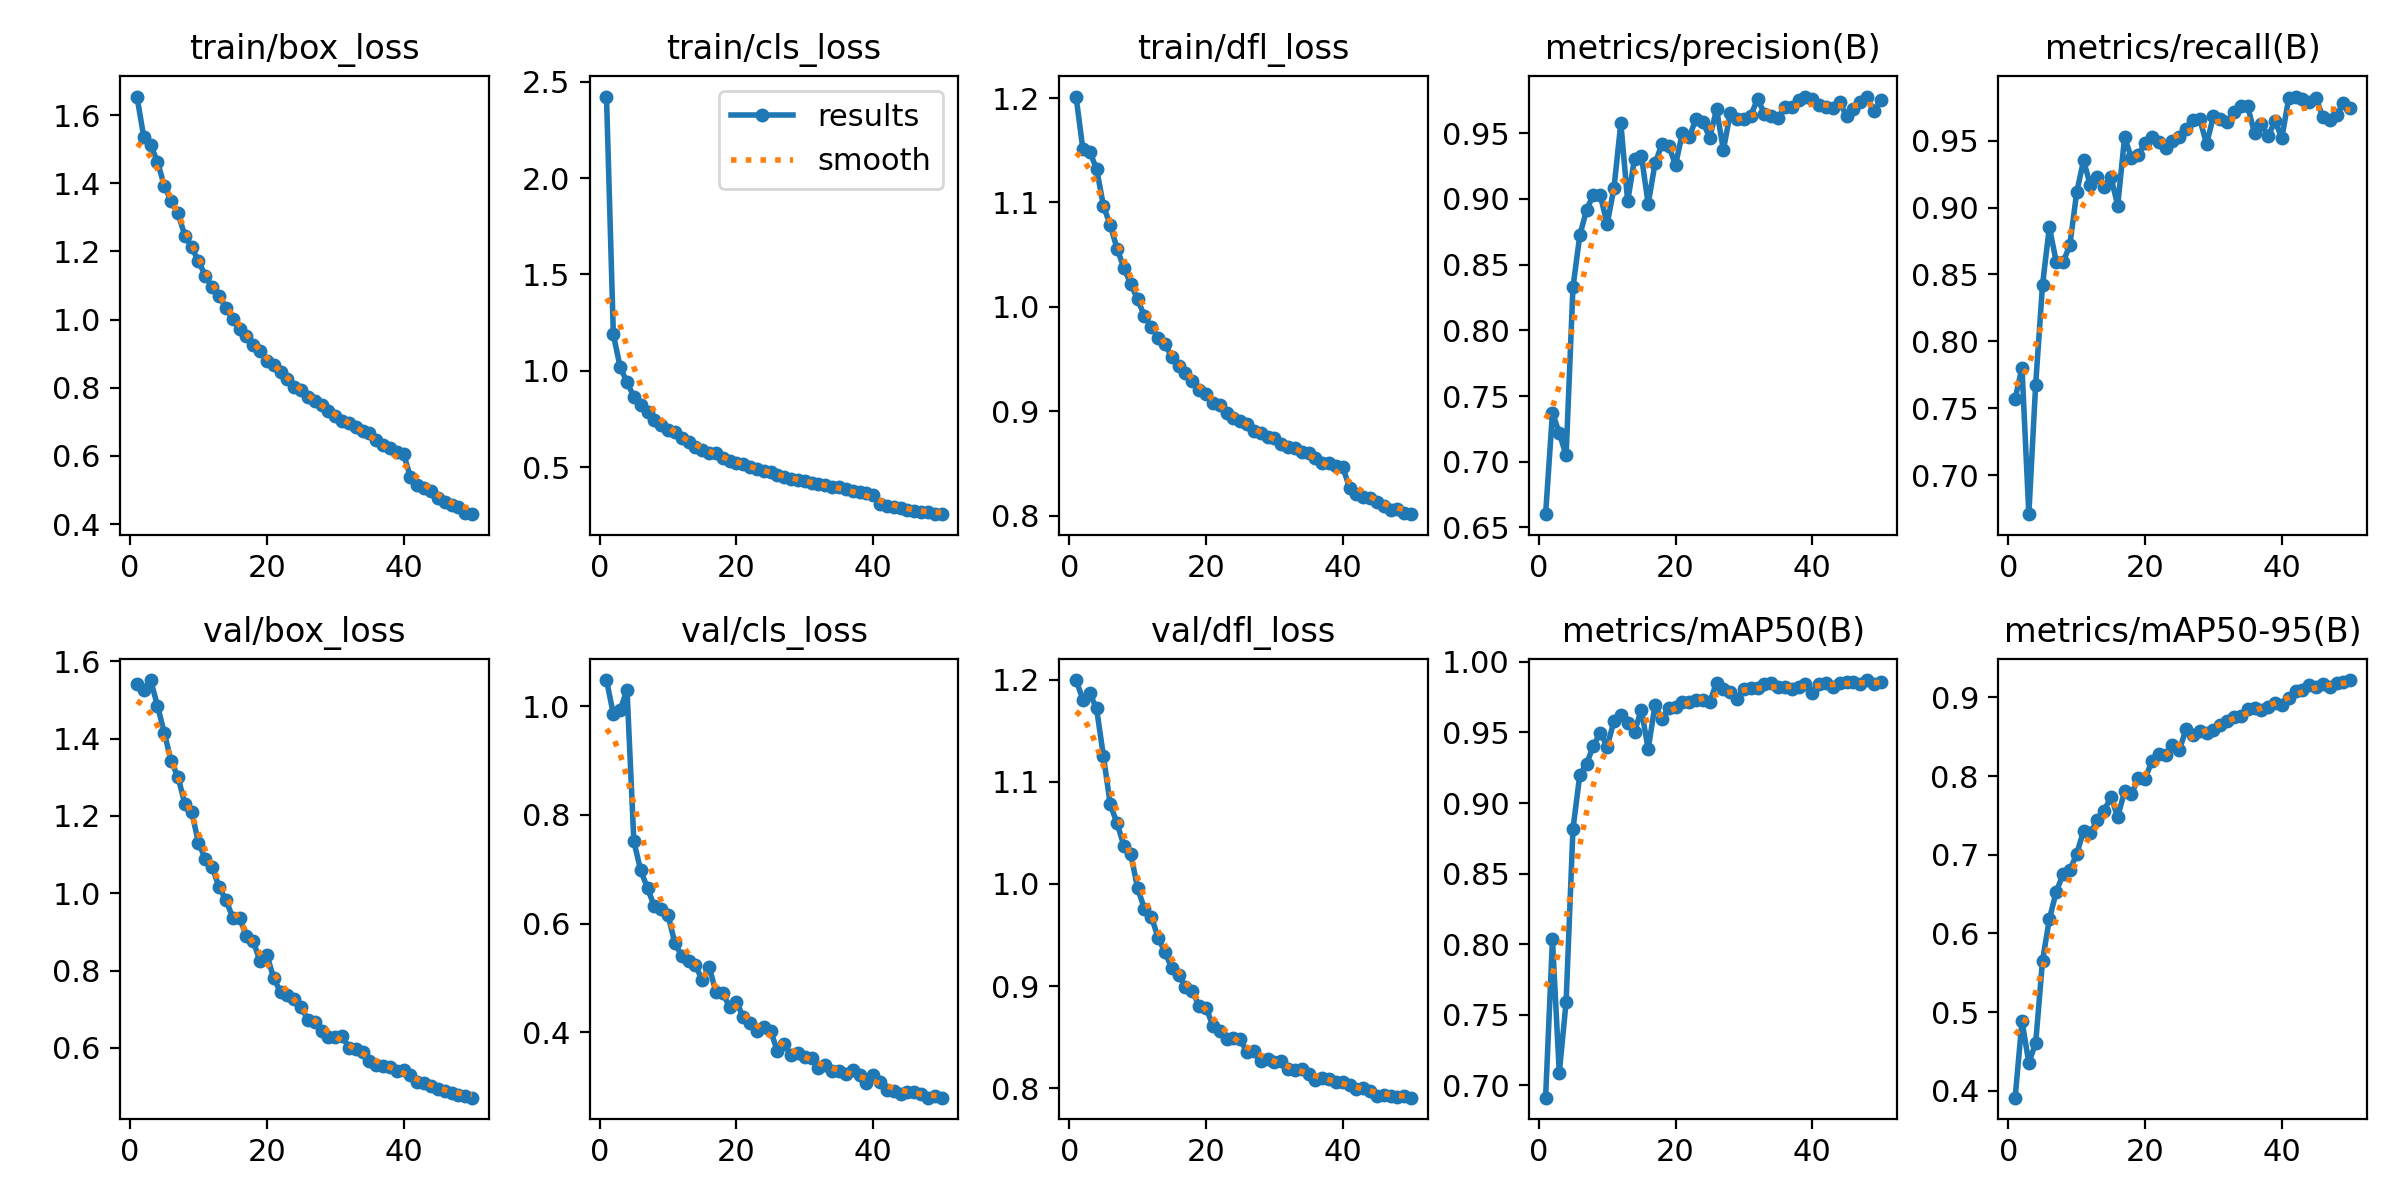 train/box_loss
1.6
1.4
1.2
1.0
0.8
0.6
0.4
0 20 40
train/cls_loss
results
smooth
2.5
2.0
1.5
1.0
0.5
0 20 40
train/dfl_loss
1.2
1.1
1.0
0.9
0.8
0 20 40
metrics/precision(B)
0.95
0.90
0.85
0.80
0.75
0.70
0.65
0 20 40
metrics/recall(B)
0.95
0.90
0.85
0.80
0.75
0.70
0 20 40
val/box_loss
1.6
1.4
1.2
1.0
0.8
0.6
0 20 40
val/cls_loss
1.0
0.8
0.6
0.4
0 20 40
val/dfl_loss
1.2
1.1
1.0
0.9
0.8
0 20 40
metrics/mAP50(B)
1.00
0.95
0.90
0.85
0.80
0.75
0.70
0 20 40
metrics/mAP50-95(B)
0.9
0.8
0.7
0.6
0.5
0.4
0 20 40